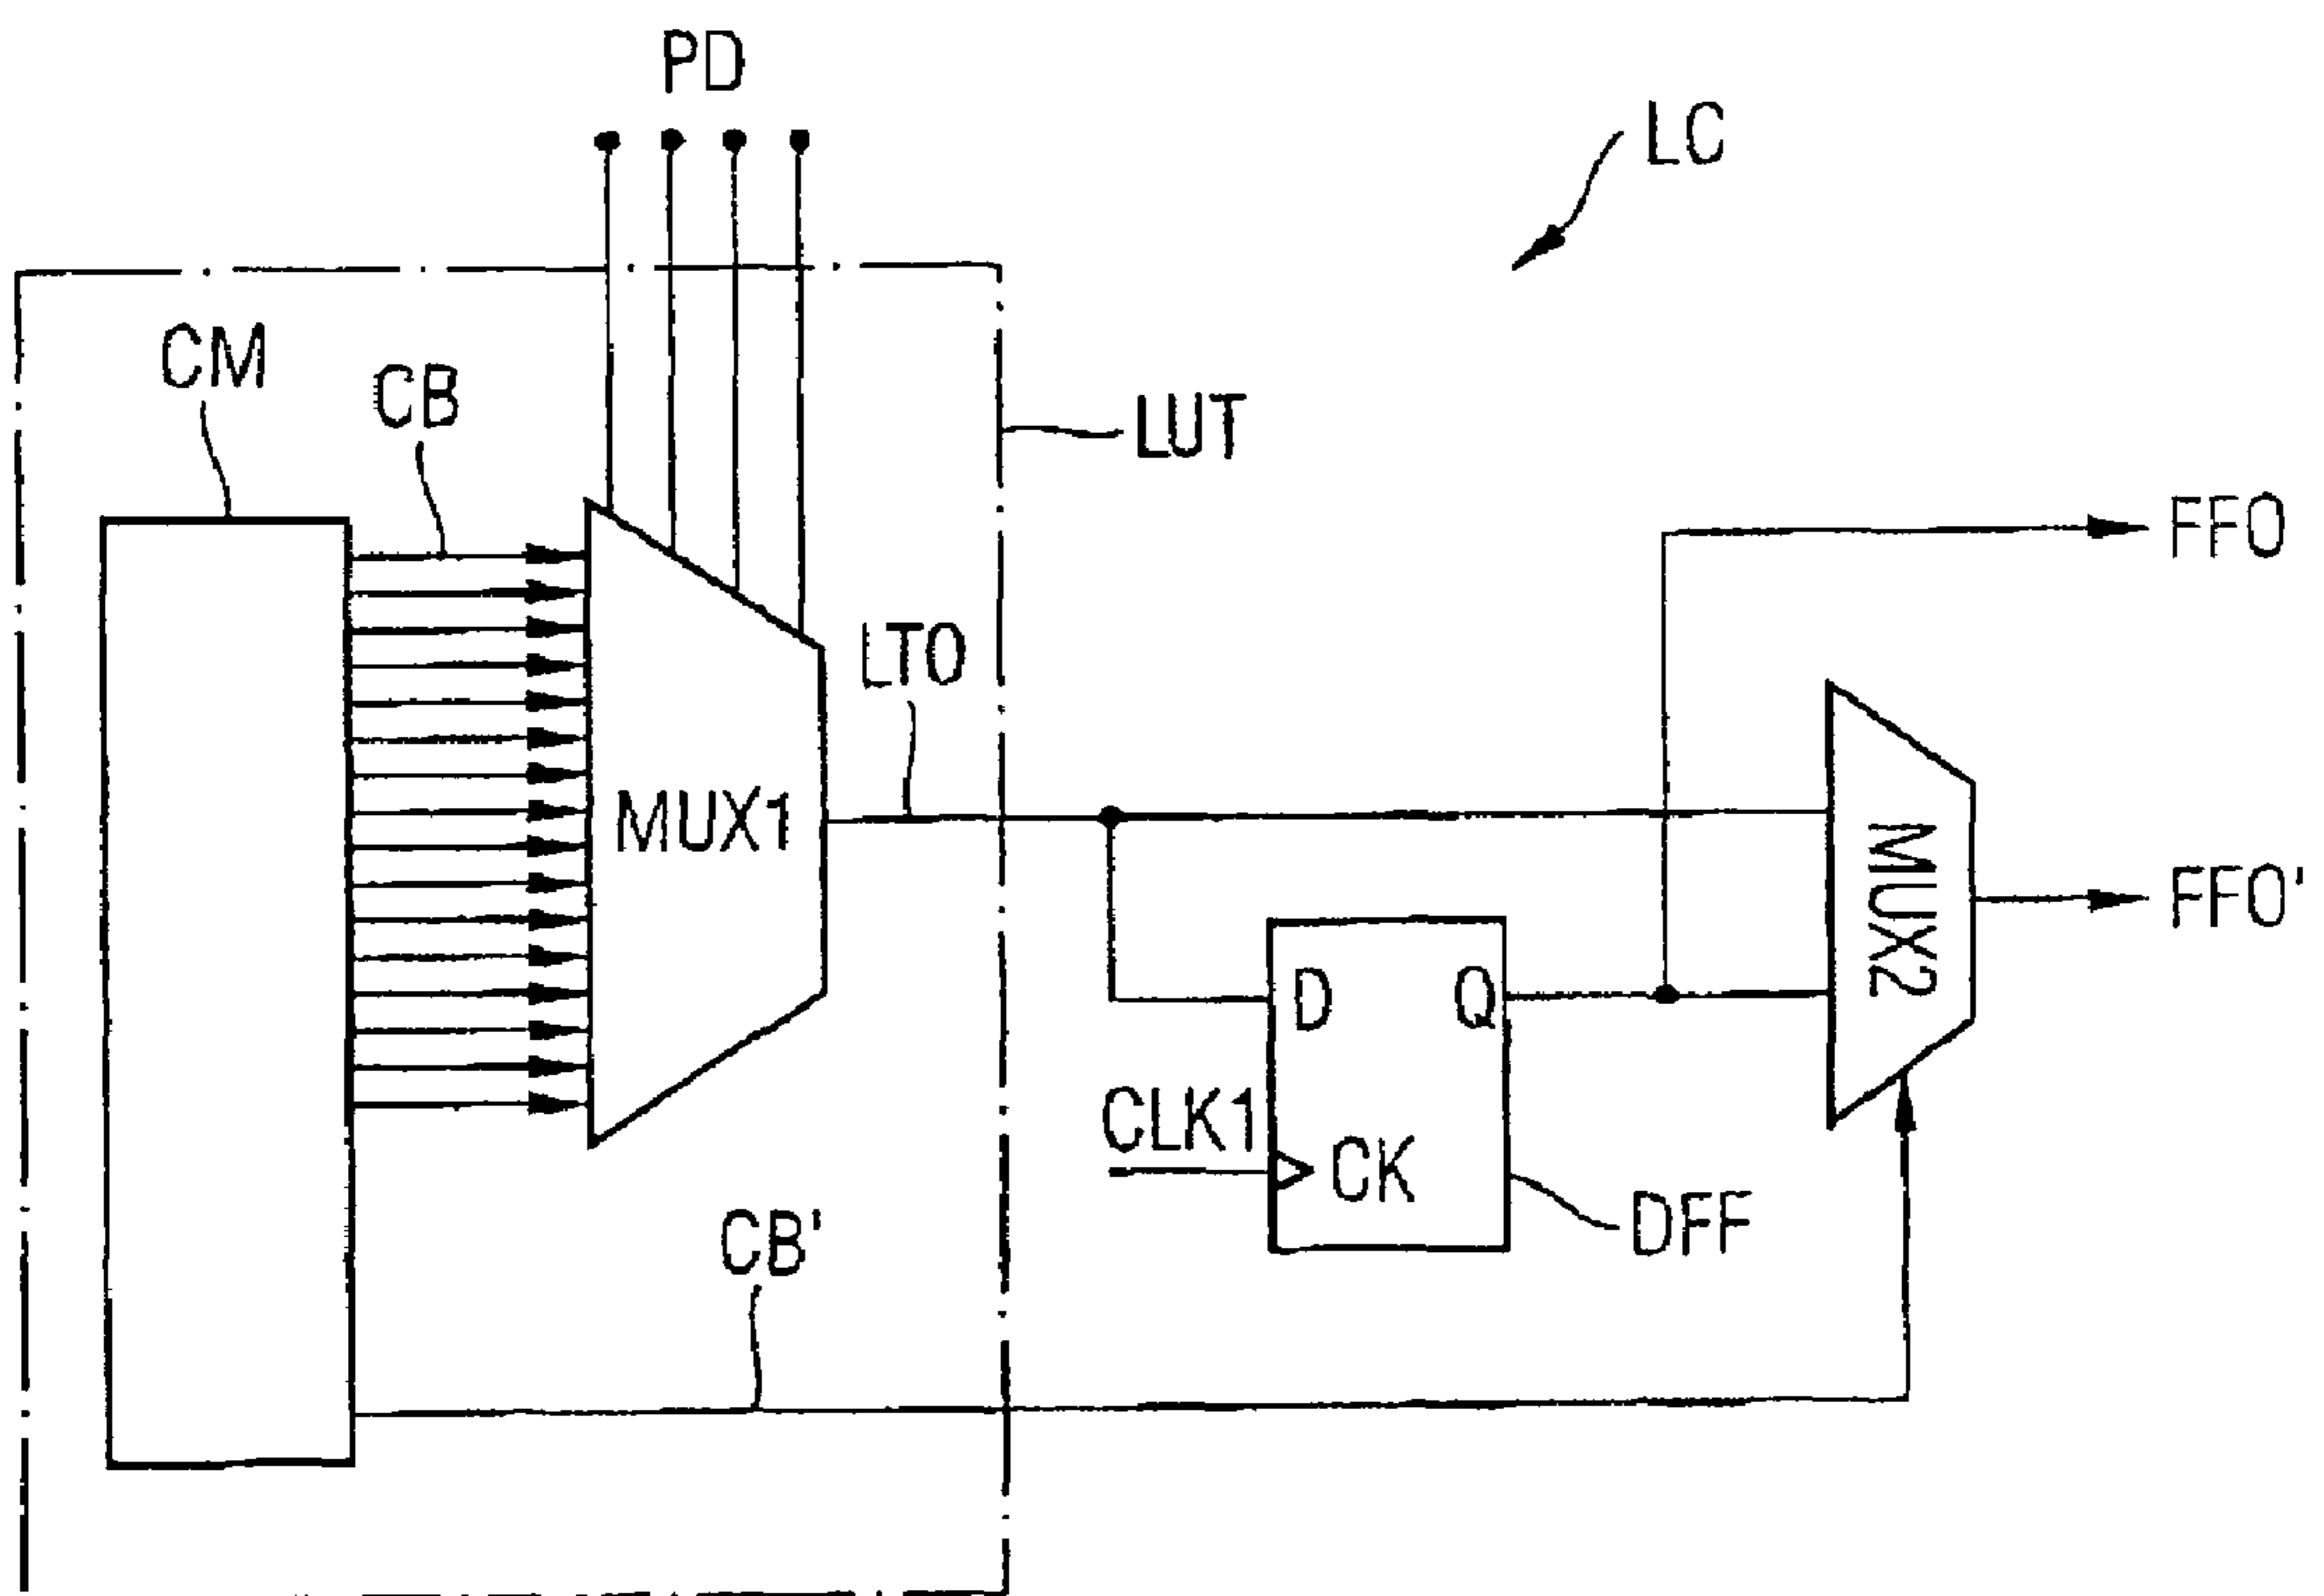 PD
LC
CM
CB
LUT
FFO
LTO
MUX1
MUX2
FFO'
D
Q
CLK1
CK
DFF
CB'